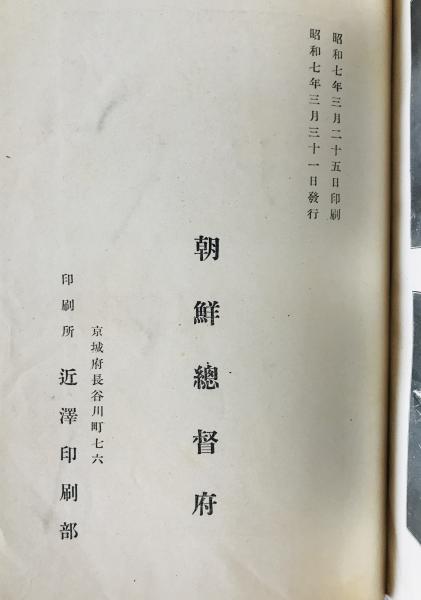 昭和七年三月二十五日印刷
昭和七年三月三十一日發行
朝鮮總督府
京城府長谷川町七六
印刷所 近澤印刷部